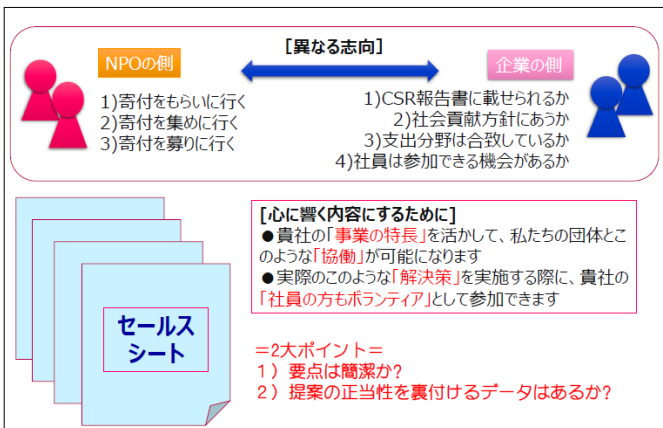 [異なる志向]
NPOの側
1)寄付をもらいに行く
2)寄付を集めに行く
3)寄付を募りに行く
企業の側
1)CSR報告書に載せられるか
2)社会貢献方針にあうか
3)支出分野は合致しているか
4)社員は参加できる機会があるか
[心に響く内容にするために]
●貴社の「事業の特長」を活かして、私たちの団体とこ
のような「協働」が可能になります
●実際のこのような「解決策」を実施する際に、貴社の
「社員の方もボランティア」として参加できます
セールス
シート
＝2大ポイント＝
１）要点は簡潔か?
２）提案の正当性を裏付けるデータはあるか?